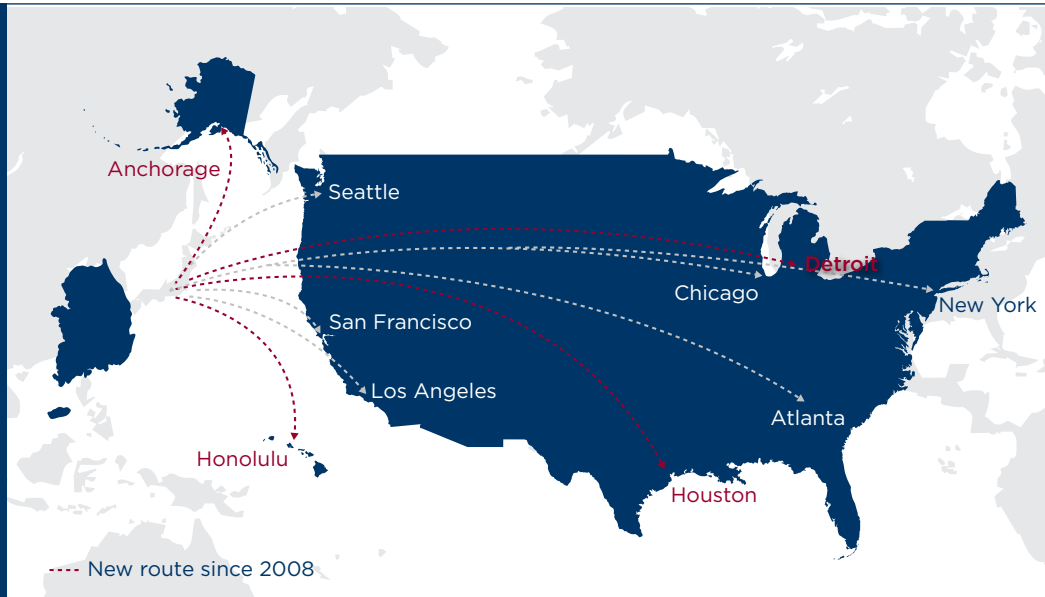 Anchorage
Seattle
Detroit
Chicago
New York
San Francisco
Los Angeles
Atlanta
Honolulu
Houston
New route since 2008